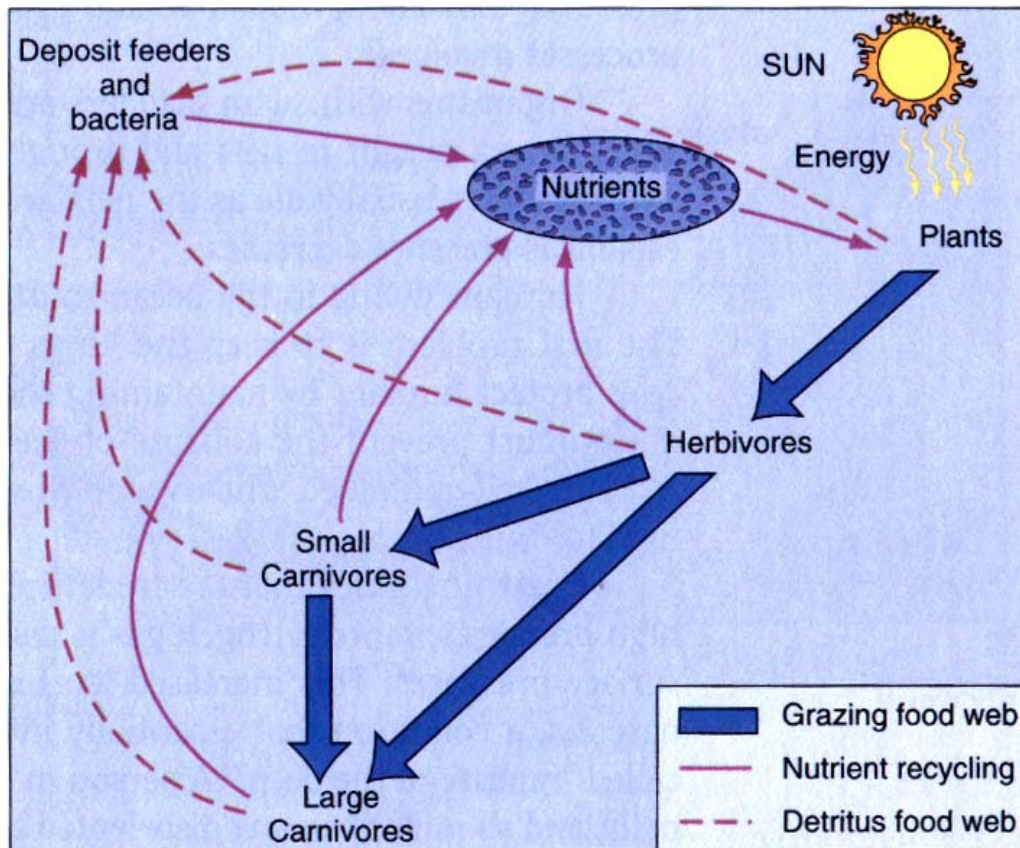 Deposit feeders
and
bacteria
SUN
Energy
Nutrients
Plants
Herbivores
Small
Carnivores
Large
Carnivores
Grazing food web
Nutrient recycling
Detritus food web